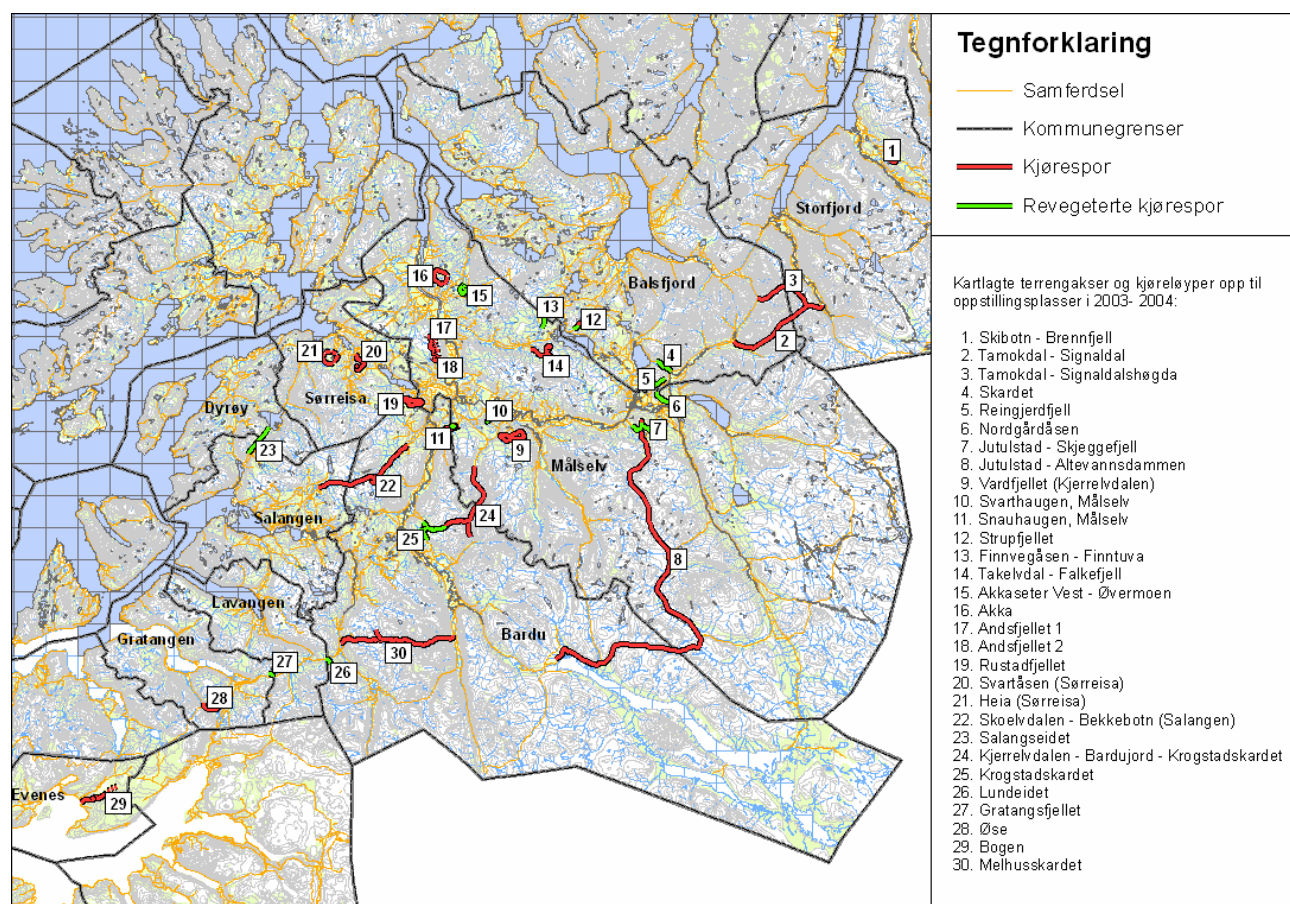 Tegnforklaring
Samferdsel
Kommunegrenser
Kjørespor
Revegeterte kjørespor
Kartlagte terrengakser og kjøreløyper opp til
oppstillingsplasser i 2003- 2004:
1. Skibotn - Brennfjell
2. Tamokdal - Signaldal
3. Tamokdal - Signaldalshøgda
4. Skardet
5. Reingjerdfjell
6. Nordgårdåsen
7. Jutulstad - Skjeggefjell
8. Jutulstad - Altevannsdammen
9. Vardfjellet (Kjerrelvdalen)
10. Svarthaugen, Målselv
11. Snauhaugen, Målselv
12. Strupfjellet
13. Finnvegåsen - Finntuva
14. Takelvdal - Falkefjell
15. Akkaseter Vest - Øvermoen
16. Akka
17. Andsfjellet 1
18. Andsfjellet 2
19. Rustadfjellet
20. Svartåsen (Sørreisa)
21. Heia (Sørreisa)
22. Skoelvdalen - Bekkebotn (Salangen)
23. Salangseidet
24. Kjerrelvdalen - Bardujord - Krogstadskardet
25. Krogstadskardet
26. Lundeidet
27. Gratangsfjellet
28. Øse
29. Bogen
30. Melhusskardet
1
Storfjord
Balsfjord
3
16
15
13
12
2
17
21
20
14
18
4
5
Dyrøy
Sørreisa
19
10
6
23
11
9
7
Målselv
22
Salangen
24
25
8
Lavangen
Gratangen
Bardu
30
27
26
28
Evenes
29